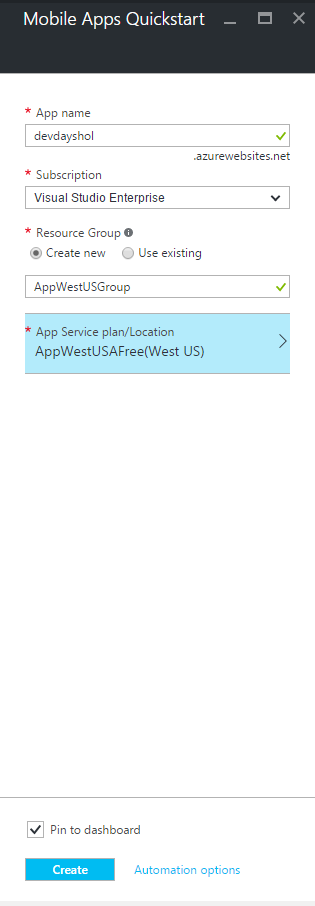 Mobile Apps Quickstart
* App name
devdayshol
.azurewebsites.net
* Subscription
Visual Studio Enterprise
* Resource Group
Create new Use existing
AppWestUSGroup
* App Service plan/Location
AppWestUSAFree(West US)
Pin to dashboard
Create Automation options